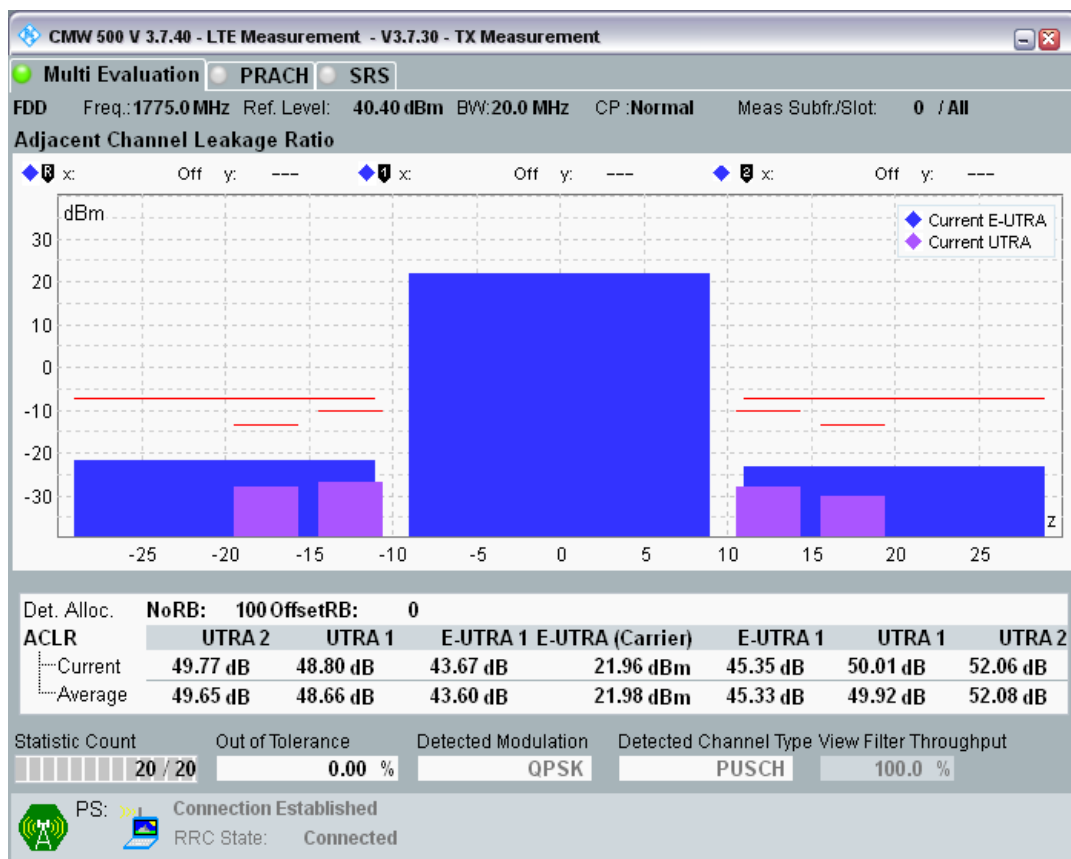 CMW 500 V 3.7.40 - LTE Measurement - V3.7.30 - TX Measurement
Multi Evaluation PRACH SRS
FDD Freq.: 1775.0 MHz Ref. Level: 40.40 dBm BW: 20.0 MHz CP : Normal Meas Subfr./Slot: 0 / All
Adjacent Channel Leakage Ratio
R x: Off y: --- 1 x: Off y: --- 2 x: Off y: ---
dBm
Current E-UTRA
Current UTRA
30
20
10
0
-10
-20
-30
z
-25 -20 -15 -10 -5 0 5 10 15 20 25
Det. Alloc. NoRB: 100 OffsetRB: 0
ACLR UTRA 2 UTRA 1 E-UTRA 1 E-UTRA (Carrier) E-UTRA 1 UTRA 1 UTRA 2
Current 49.77 dB 48.80 dB 43.67 dB 21.96 dBm 45.35 dB 50.01 dB 52.06 dB
Average 49.65 dB 48.66 dB 43.60 dB 21.98 dBm 45.33 dB 49.92 dB 52.08 dB
Statistic Count Out of Tolerance Detected Modulation Detected Channel Type View Filter Throughput
20 / 20 0.00 % QPSK PUSCH 100.0 %
PS: Connection Established
RRC State: Connected